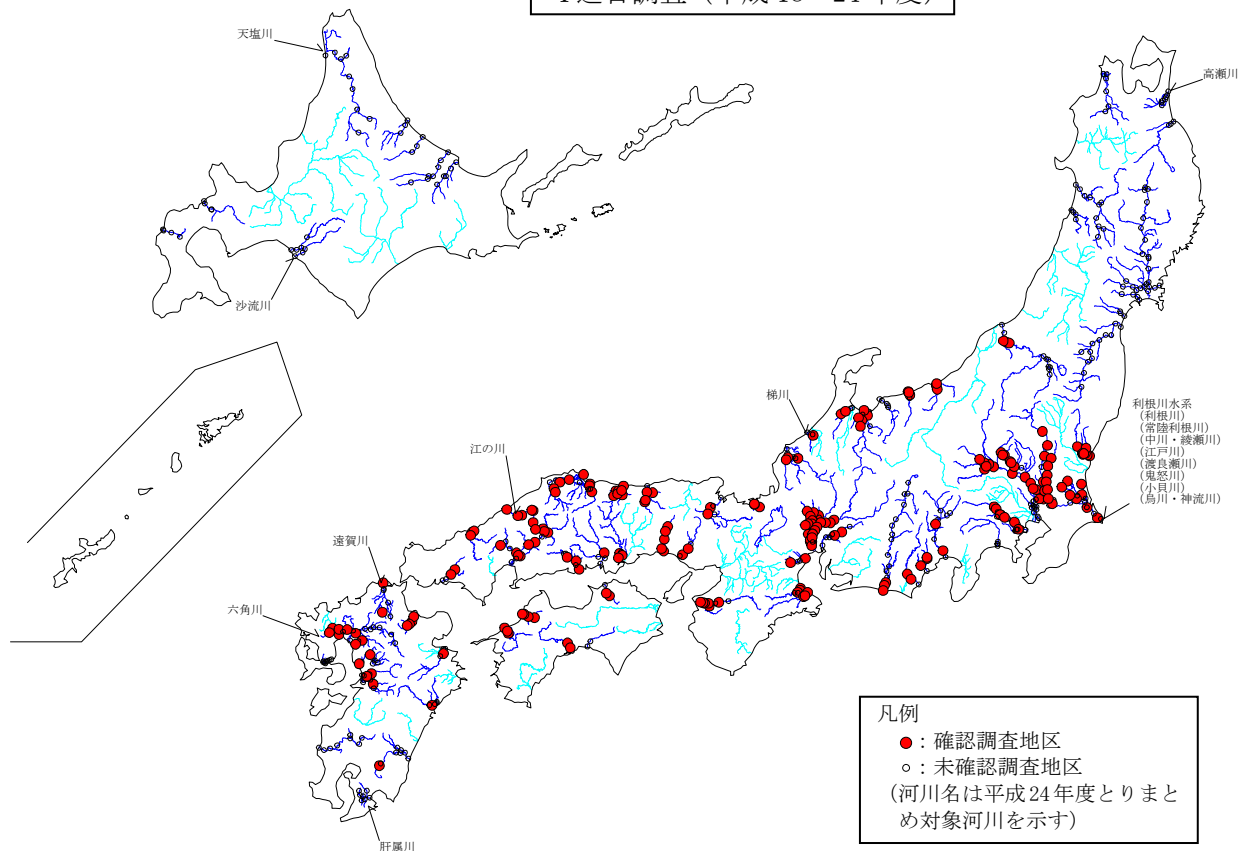 天塩川
高瀬川
沙流川
梯川
利根川水系
(利根川)
(常陸利根川)
(中川・綾瀬川)
(江戸川)
(渡良瀬川)
(鬼怒川)
(小貝川)
(烏川・神流川)
江の川
遠賀川
六角川
肝属川
凡例
●：確認調査地区
○：未確認調査地区
(河川名は平成24年度とりまと
め対象河川を示す)